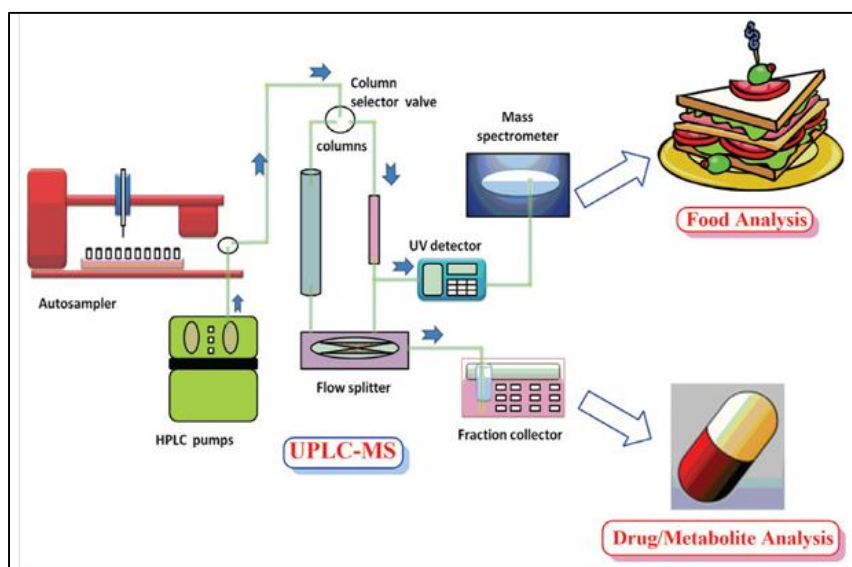 Column
selector valve
columns
Mass
spectrometer
Food Analysis
UV detector
Autosampler
Flow splitter
HPLC pumps
Fraction collector
UPLC-MS
Drug/Metabolite Analysis